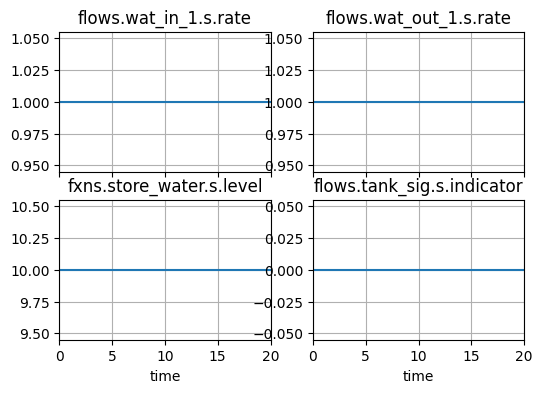 flows.wat_in_1.s.rate
flows.wat_out_1.s.rate
1.050
1.025
1.000
0.975
0.950
1.050
1.025
1.000
0.975
0.950
fxns.store_water.s.level
flows.tank_sig.s.indicator
10.50
10.25
10.00
9.75
9.50
0.050
0.025
0.000
−0.025
−0.050
0 5 10 15 20
0 5 10 15 20
time
time